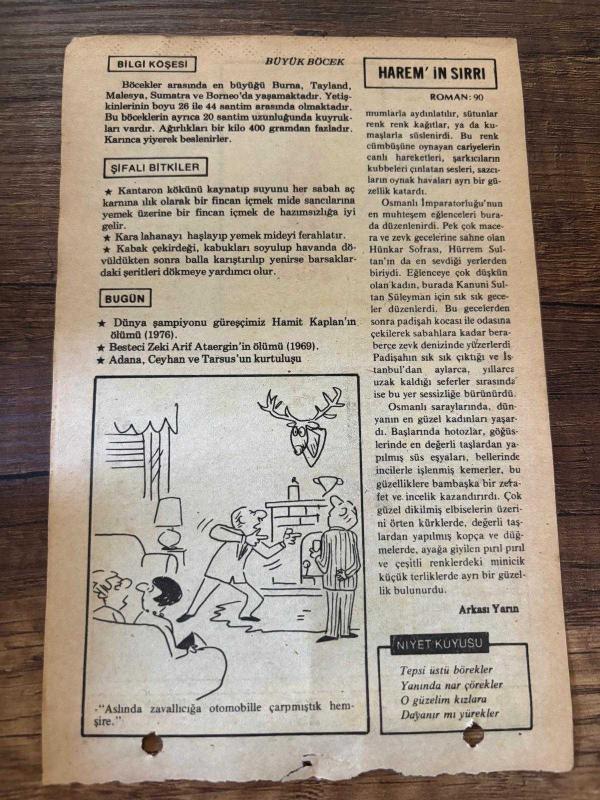 BİLGİ KÖŞESİ
BÜYÜK BÖCEK
Böcekler arasında en büyüğü Burna, Tayland,
Malesya, Sumatra ve Borneo'da yaşamaktadır. Yetiş-
kinlerinin boyu 26 ile 44 santim arasında olmaktadır.
Bu böceklerin ayrıca 20 santim uzunluğunda kuyruk-
ları vardır. Ağırlıkları bir kilo 400 gramdan fazladır.
Karınca yiyerek beslenirler.
ŞİFALI BİTKİLER
★ Kantaron kökünü kaynatıp suyunu her sabah aç
karnına ılık olarak bir fincan içmek mide sancılarına
yemek üzerine bir fincan içmek de hazımsızlığa iyi
gelir.
★ Kara lahanayı haşlayıp yemek mideyi ferahlatır.
★ Kabak çekirdeği, kabukları soyulup havanda dö-
vüldükten sonra balla karıştırılıp yenirse barsaklar-
daki şeritleri dökmeye yardımcı olur.
BUGÜN
★ Dünya şampiyonu güreşçimiz Hamit Kaplan'ın
ölümü (1976).
★ Besteci Zeki Arif Ataergin'in ölümü (1969).
★ Adana, Ceyhan ve Tarsus'un kurtuluşu
-"Aslında zavallıcığa otomobille çarpmıştık hem-
şire."
HAREM' İN SIRRI
ROMAN: 90
mumlarla aydınlatılır, sütunlar
renk renk kağıtlar, ya da ku-
maşlarla süslenirdi. Bu renk
cümbüşüne oynayan cariyelerin
canlı hareketleri, şarkıcıların
kubbeleri çınlatan sesleri, sazcı-
ların oynak havaları ayrı bir gü-
zellik katardı.
Osmanlı İmparatorluğu'nun
en muhteşem eğlenceleri bura-
da düzenlenirdi. Pek çok mace-
ra ve zevk gecelerine sahne olan
Hünkar Sofrası, Hürrem Sul-
tan'ın da en sevdiği yerlerden
biriydi. Eğlenceye çok düşkün
olan kadın, burada Kanuni Sul-
tan Süleyman için sık sık gece-
ler düzenlerdi. Bu gecelerden
sonra padişah kocası ile odasına
çekilerek sabahlara kadar bera-
berce zevk denizinde yüzerlerdi
Padişahın sık sık çıktığı ve İs-
tanbul'dan aylarca, yıllarca
uzak kaldığı seferler sırasında
ise bu yer sessizliğe bürünürdü.
Osmanlı saraylarında, dün-
yanın en güzel kadınları yaşar-
dı. Başlarında hotozlar, göğüs-
lerinde en değerli taşlardan ya-
pılmış süs eşyaları, bellerinde
incilerle işlenmiş kemerler, bu
güzelliklere bambaşka bir zera-
fet ve incelik kazandırırdı. Çok
güzel dikilmiş elbiselerin üzeri-
ni örten kürklerde, değerli taş-
lardan yapılmış kopça ve düğ-
melerde, ayağa giyilen pırıl pırıl
ve çeşitli renklerdeki minicik
küçük terliklerde ayrı bir güzel-
lik bulunurdu.
Arkası Yarın
NİYET KUYUSU
Tepsi üstü börekler
Yanında nar çörekler
O güzelim kızlara
Dayanır mı yürekler